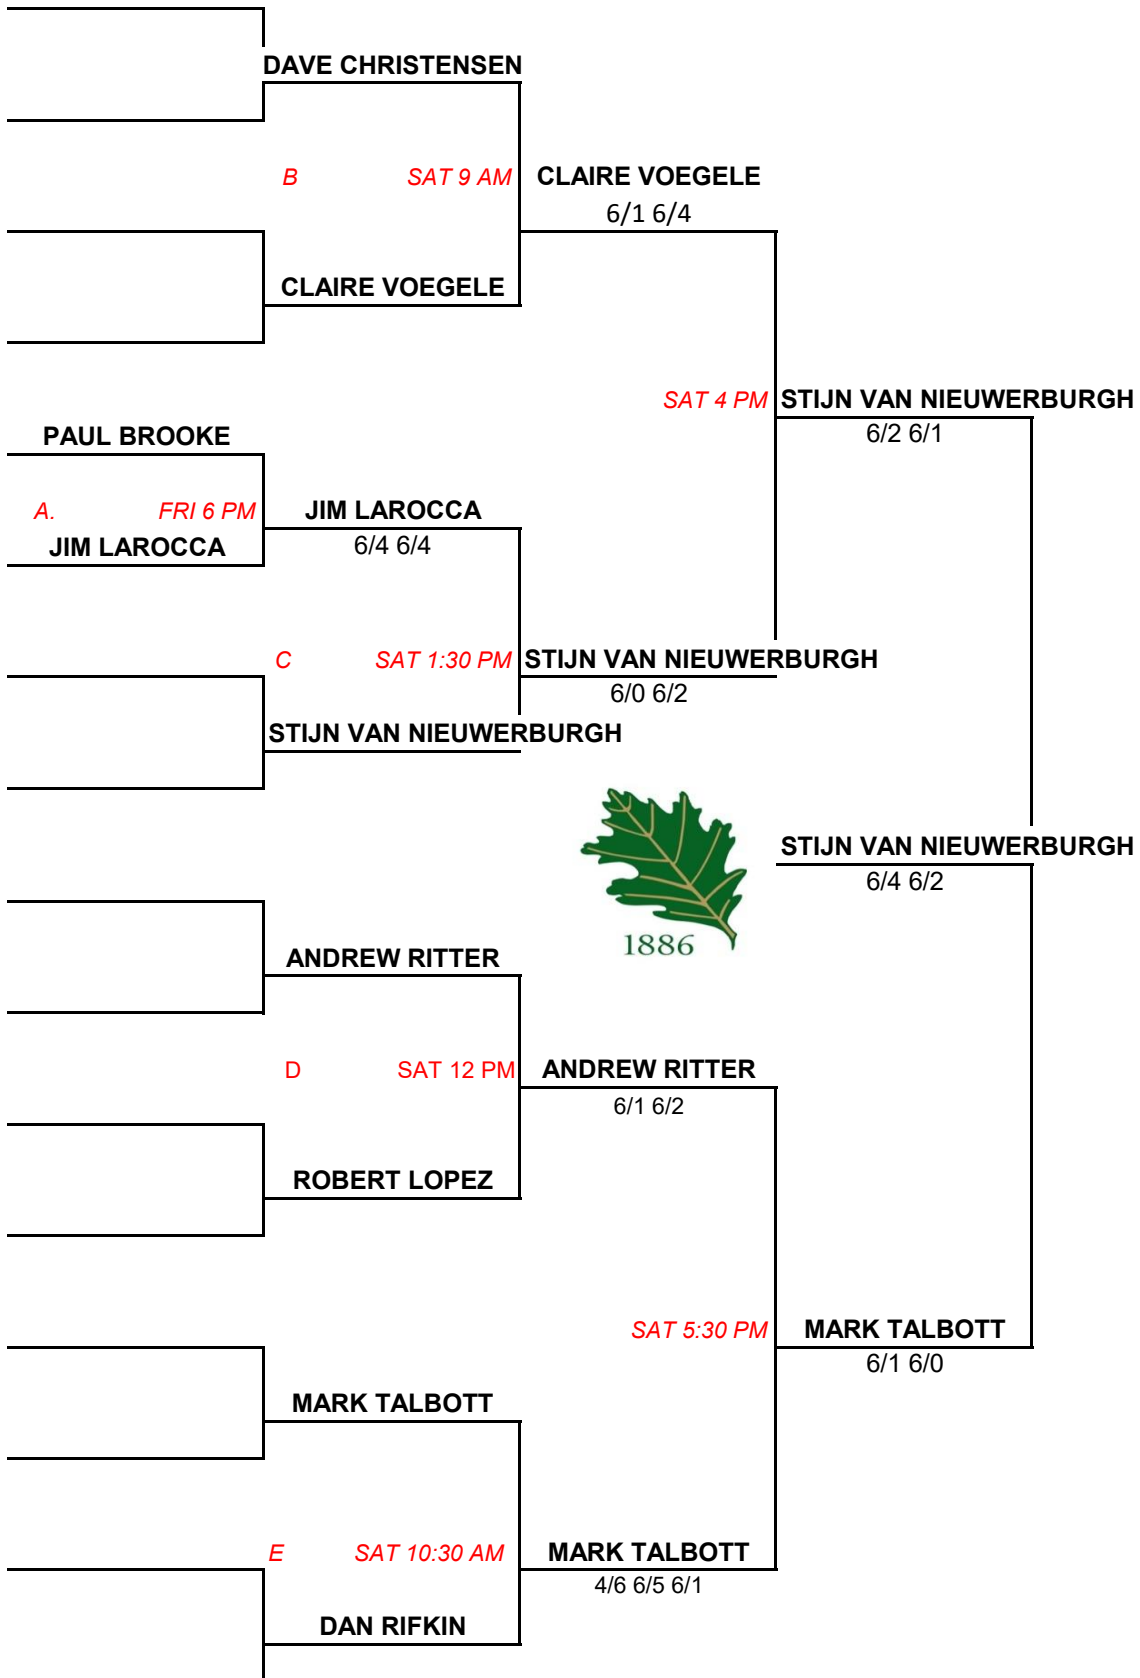 DAVE CHRISTENSEN
B SAT 9 AM CLAIRE VOEGELE
6/1 6/4
CLAIRE VOEGELE
SAT 4 PM STIJN VAN NIEUWERBURGH
PAUL BROOKE 6/2 6/1
A. FRI 6 PM JIM LAROCCA
JIM LAROCCA 6/4 6/4
C SAT 1:30 PM STIJN VAN NIEUWERBURGH
6/0 6/2
STIJN VAN NIEUWERBURGH
STIJN VAN NIEUWERBURGH
6/4 6/2
1886
ANDREW RITTER
D SAT 12 PM ANDREW RITTER
6/1 6/2
ROBERT LOPEZ
SAT 5:30 PM MARK TALBOTT
6/1 6/0
MARK TALBOTT
E SAT 10:30 AM MARK TALBOTT
4/6 6/5 6/1
DAN RIFKIN